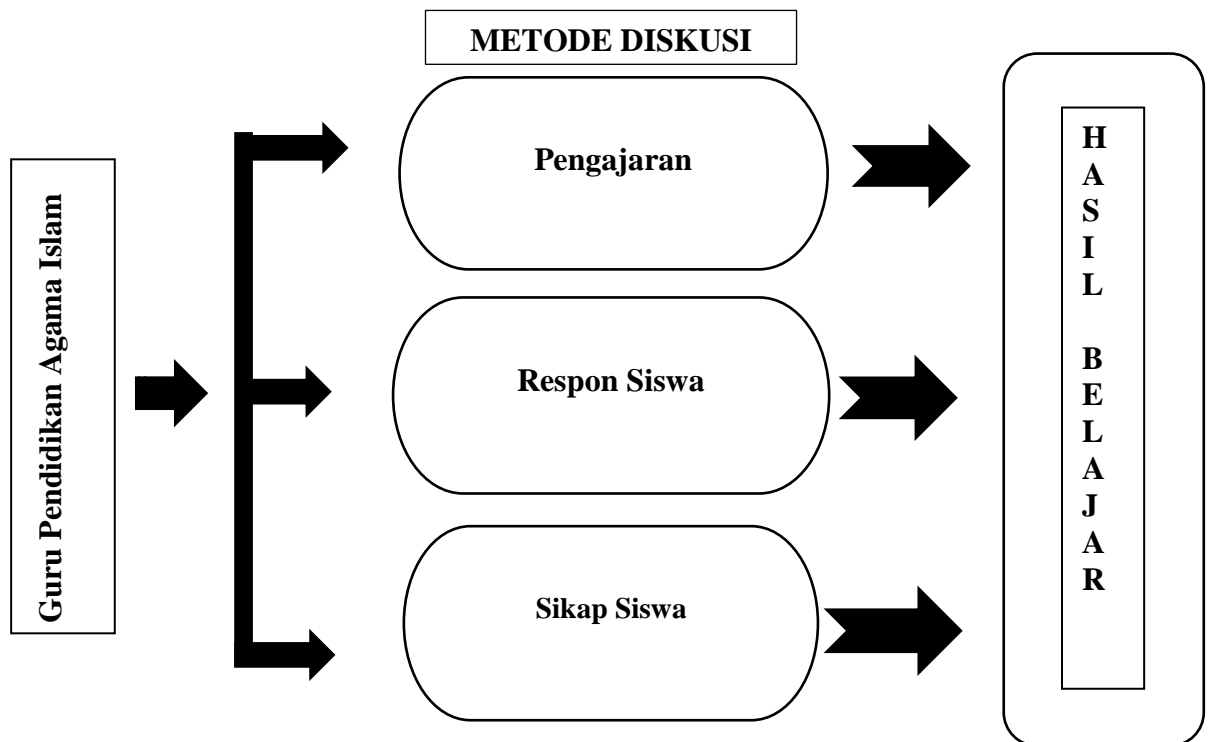 METODE DISKUSI
Guru Pendidikan Agama Islam
Pengajaran
Respon Siswa
Sikap Siswa
H
A
S
I
L
B
E
L
A
J
A
R